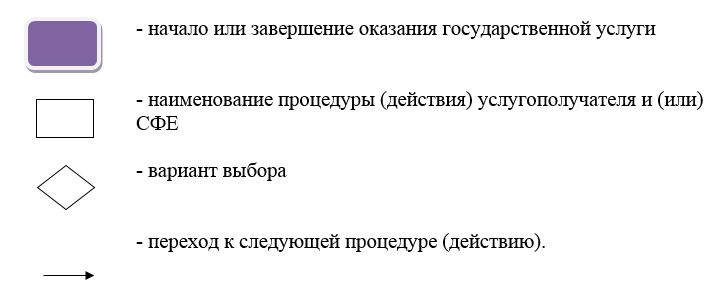 - начало или завершение оказания государственной услуги
- наименование процедуры (действия) услугополучателя и (или)
СФЕ
- вариант выбора
- переход к следующей процедуре (действию).